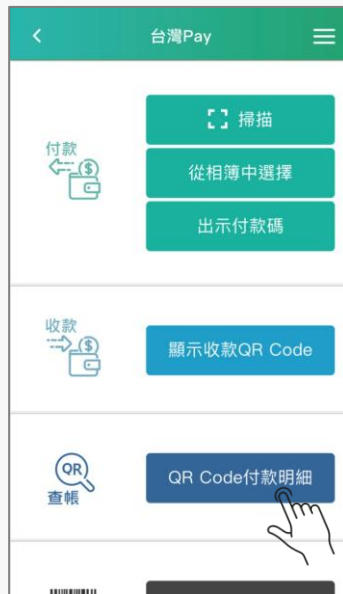 台灣Pay
付款
掃描
從相簿中選擇
出示付款碼
收款
顯示收款QR Code
QR
查帳
QR Code付款明細